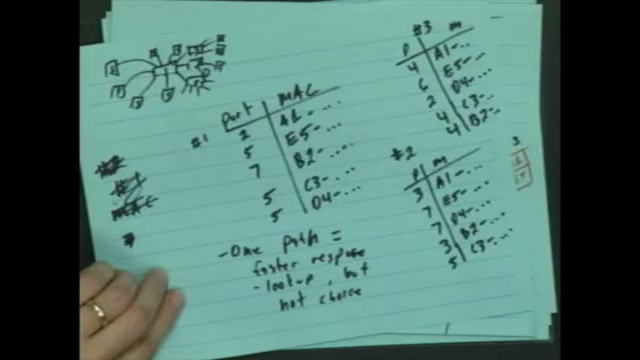 #1
Port MAC
2 A1-....
5 E5-....
7 B2-....
5 C3-....
5 D4-....
#3
P M
4 A1-...
6 E5-...
2 D4-...
4 C3-...
4 B2-...
#2
P M
3 A1-...
7 E5-...
7 D4-...
3 B2-...
5 C3-...
-One path =
faster response
-lookup, but
not choice
3